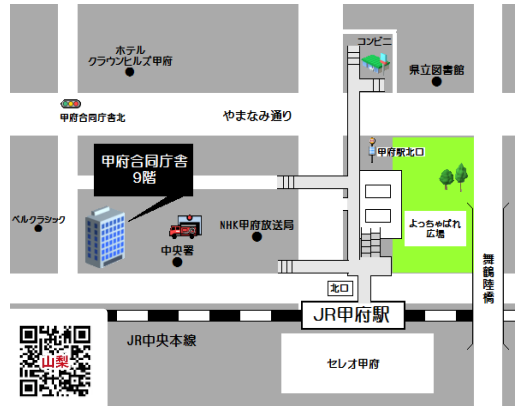 コンビニ
ホテル
クラウンヒルズ甲府
県立図書館
甲府合同庁舎北
やまなみ通り
甲府合同庁舎
9階
甲府駅北口
ベルクラシック
中央署
NHK甲府放送局
よっちゃばれ
広場
舞鶴陸橋
北口
JR甲府駅
JR中央本線
山梨
セレオ甲府